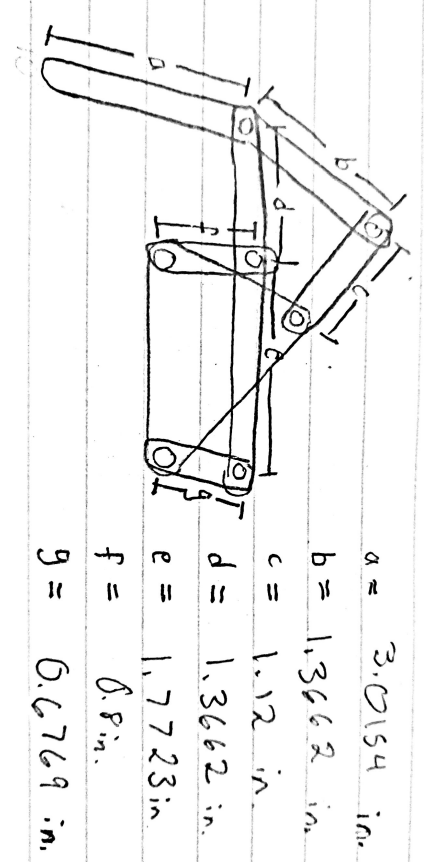 a
b
c
d
e
f
g
a = 3.0154 in.
b = 1.3662 in.
c = 1.12 in.
d = 1.3662 in.
e = 1.7723 in
f = 0.8 in.
g = 0.6769 in.